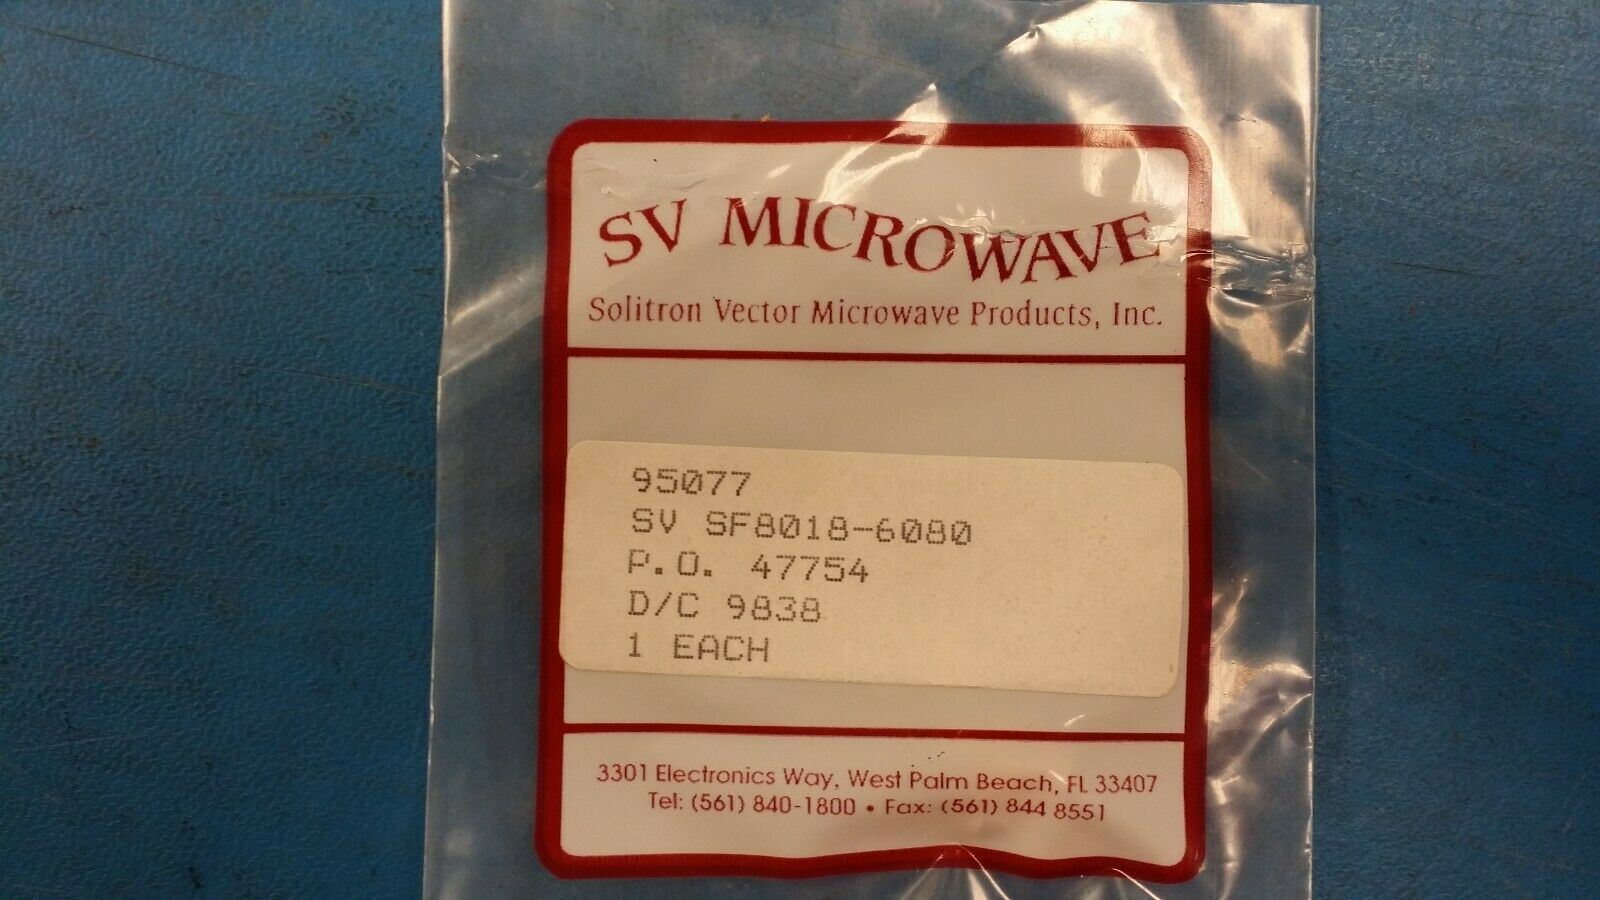 SV MICROWAVE
Solitron Vector Microwave Products, Inc.
95077
SV SF8018-6080
P.O. 47754
D/C 9838
1 EACH
3301 Electronics Way, West Palm Beach, FL 33407
Tel: (561) 840-1800 • Fax: (561) 844 8551